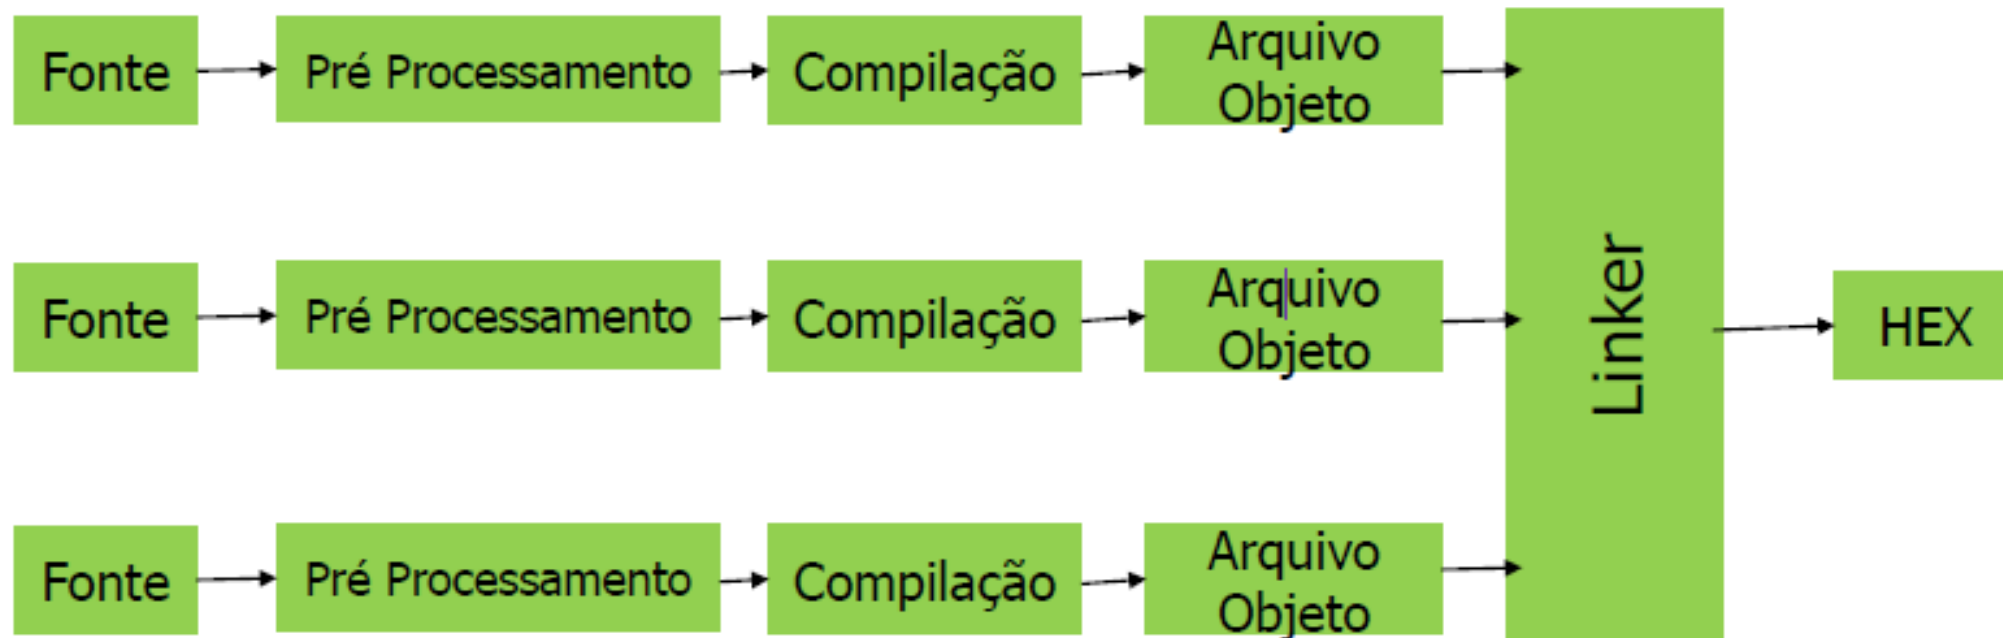 Fonte
Pré Processamento
Compilação
Arquivo
Objeto
Fonte
Pré Processamento
Compilação
Arquivo
Objeto
Linker
HEX
Fonte
Pré Processamento
Compilação
Arquivo
Objeto